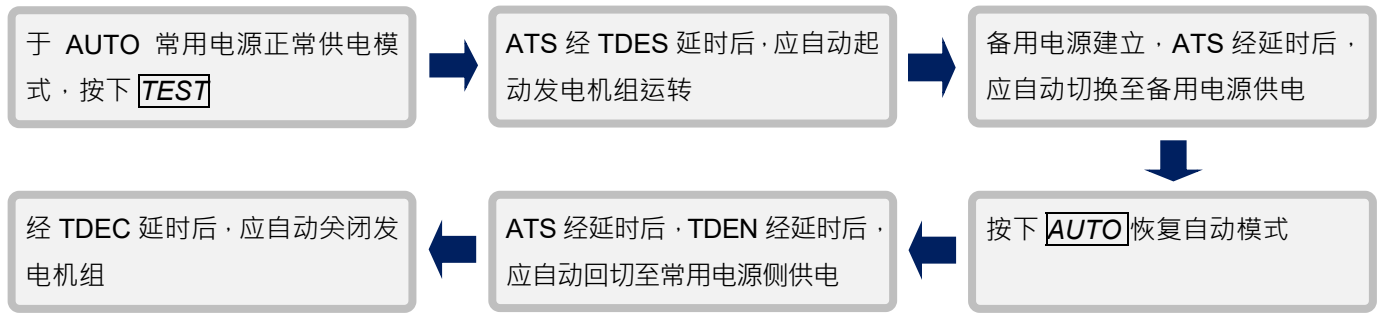 于 AUTO 常用电源正常供电模
式，按下 TEST
ATS 经 TDES 延时后，应自动起
动发电机组运转
备用电源建立，ATS 经延时后，
应自动切换至备用电源供电
按下 AUTO 恢复自动模式
ATS 经延时后，TDEN 经延时后，
应自动回切至常用电源侧供电
经 TDEC 延时后，应自动关闭发
电机组